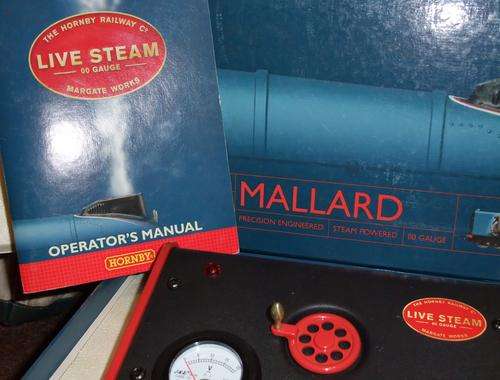 THE HORNBY RAILWAY Co
LIVE STEAM
00 GAUGE
MARGATE WORKS
OPERATOR'S MANUAL
HORNBY
MALLARD
PRECISION ENGINEERED STEAM POWERED 00 GAUGE
THE HORNBY RAILWAY Co
LIVE STEAM
00 GAUGE
MARGATE WORKS
V